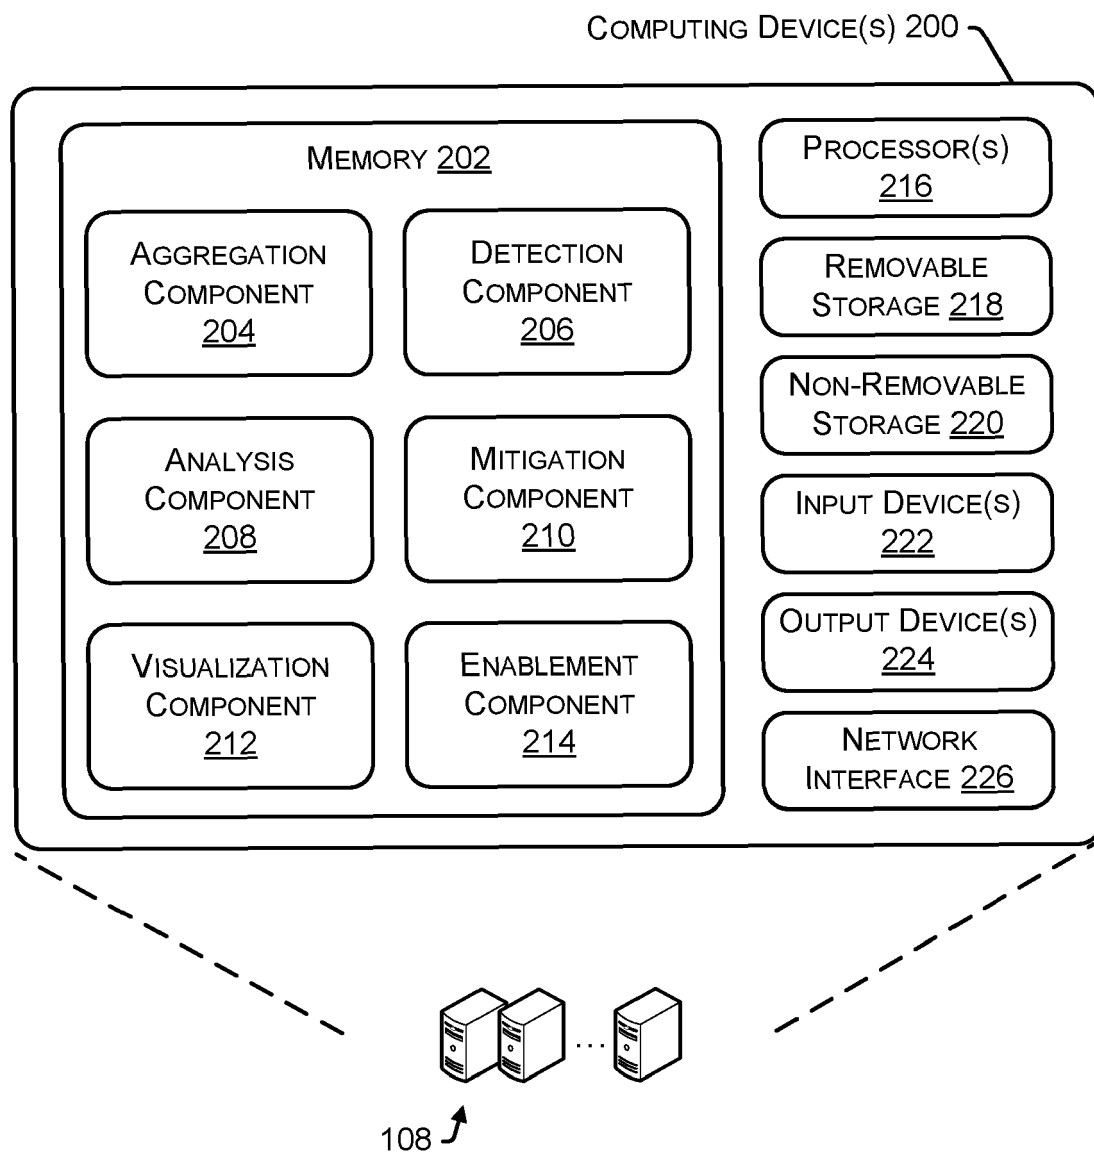 COMPUTING DEVICE(S) 200
MEMORY 202
AGGREGATION
COMPONENT
204
DETECTION
COMPONENT
206
ANALYSIS
COMPONENT
208
MITIGATION
COMPONENT
210
VISUALIZATION
COMPONENT
212
ENABLEMENT
COMPONENT
214
PROCESSOR(S)
216
REMOVABLE
STORAGE 218
NON-REMOVABLE
STORAGE 220
INPUT DEVICE(S)
222
OUTPUT DEVICE(S)
224
NETWORK
INTERFACE 226
...
108